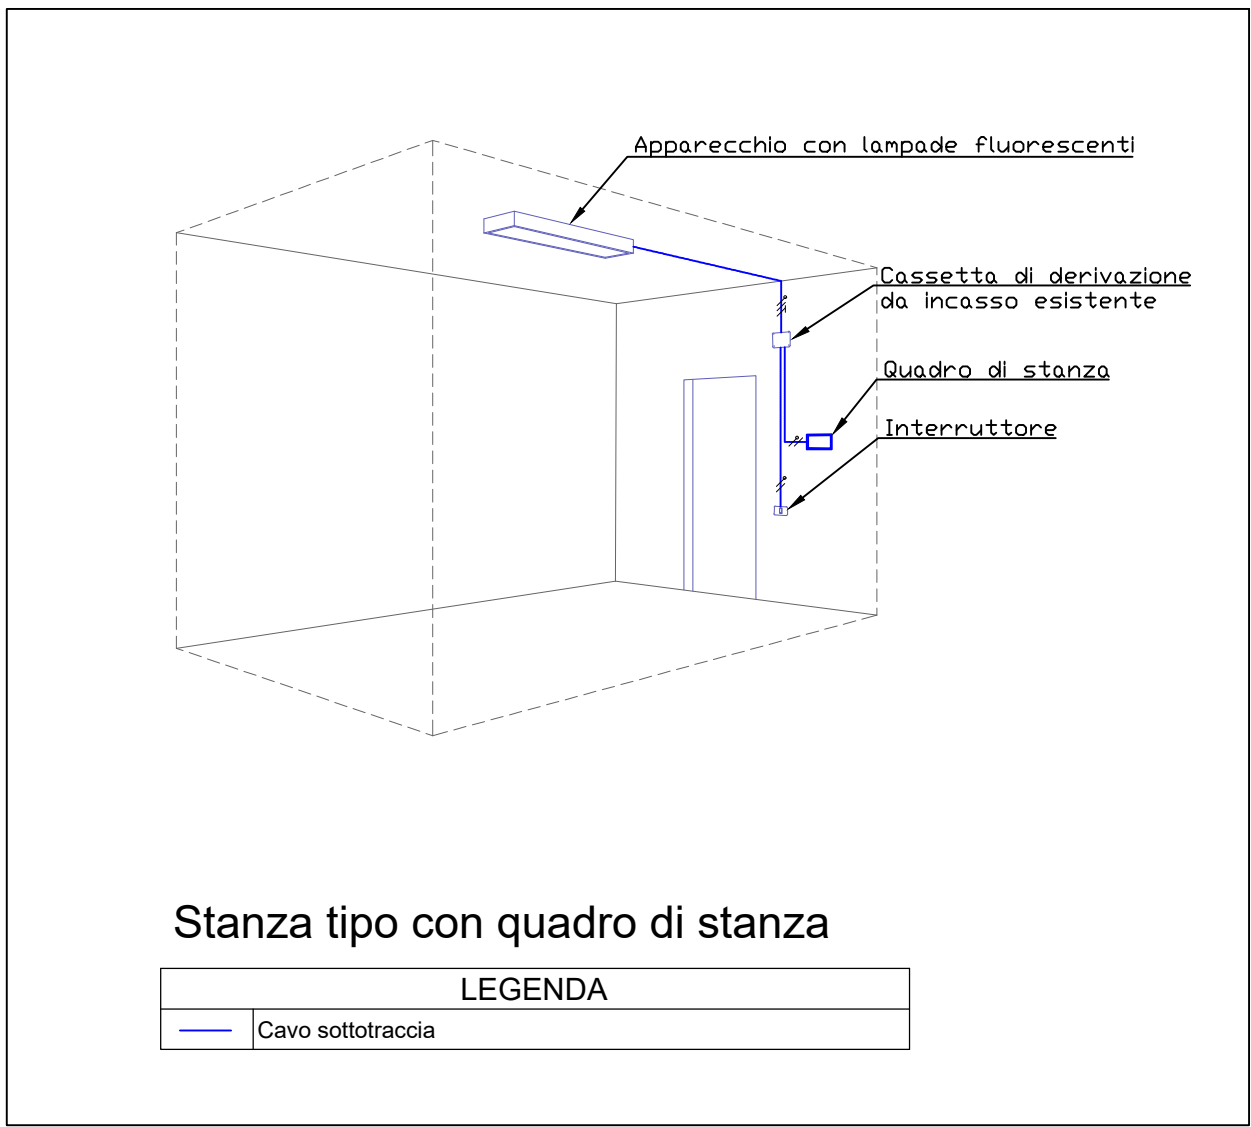 Apparecchio con lampade fluorescenti
Cassetta di derivazione
da incasso esistente
Quadro di stanza
Interruttore
Stanza tipo con quadro di stanza
LEGENDA
Cavo sottotraccia